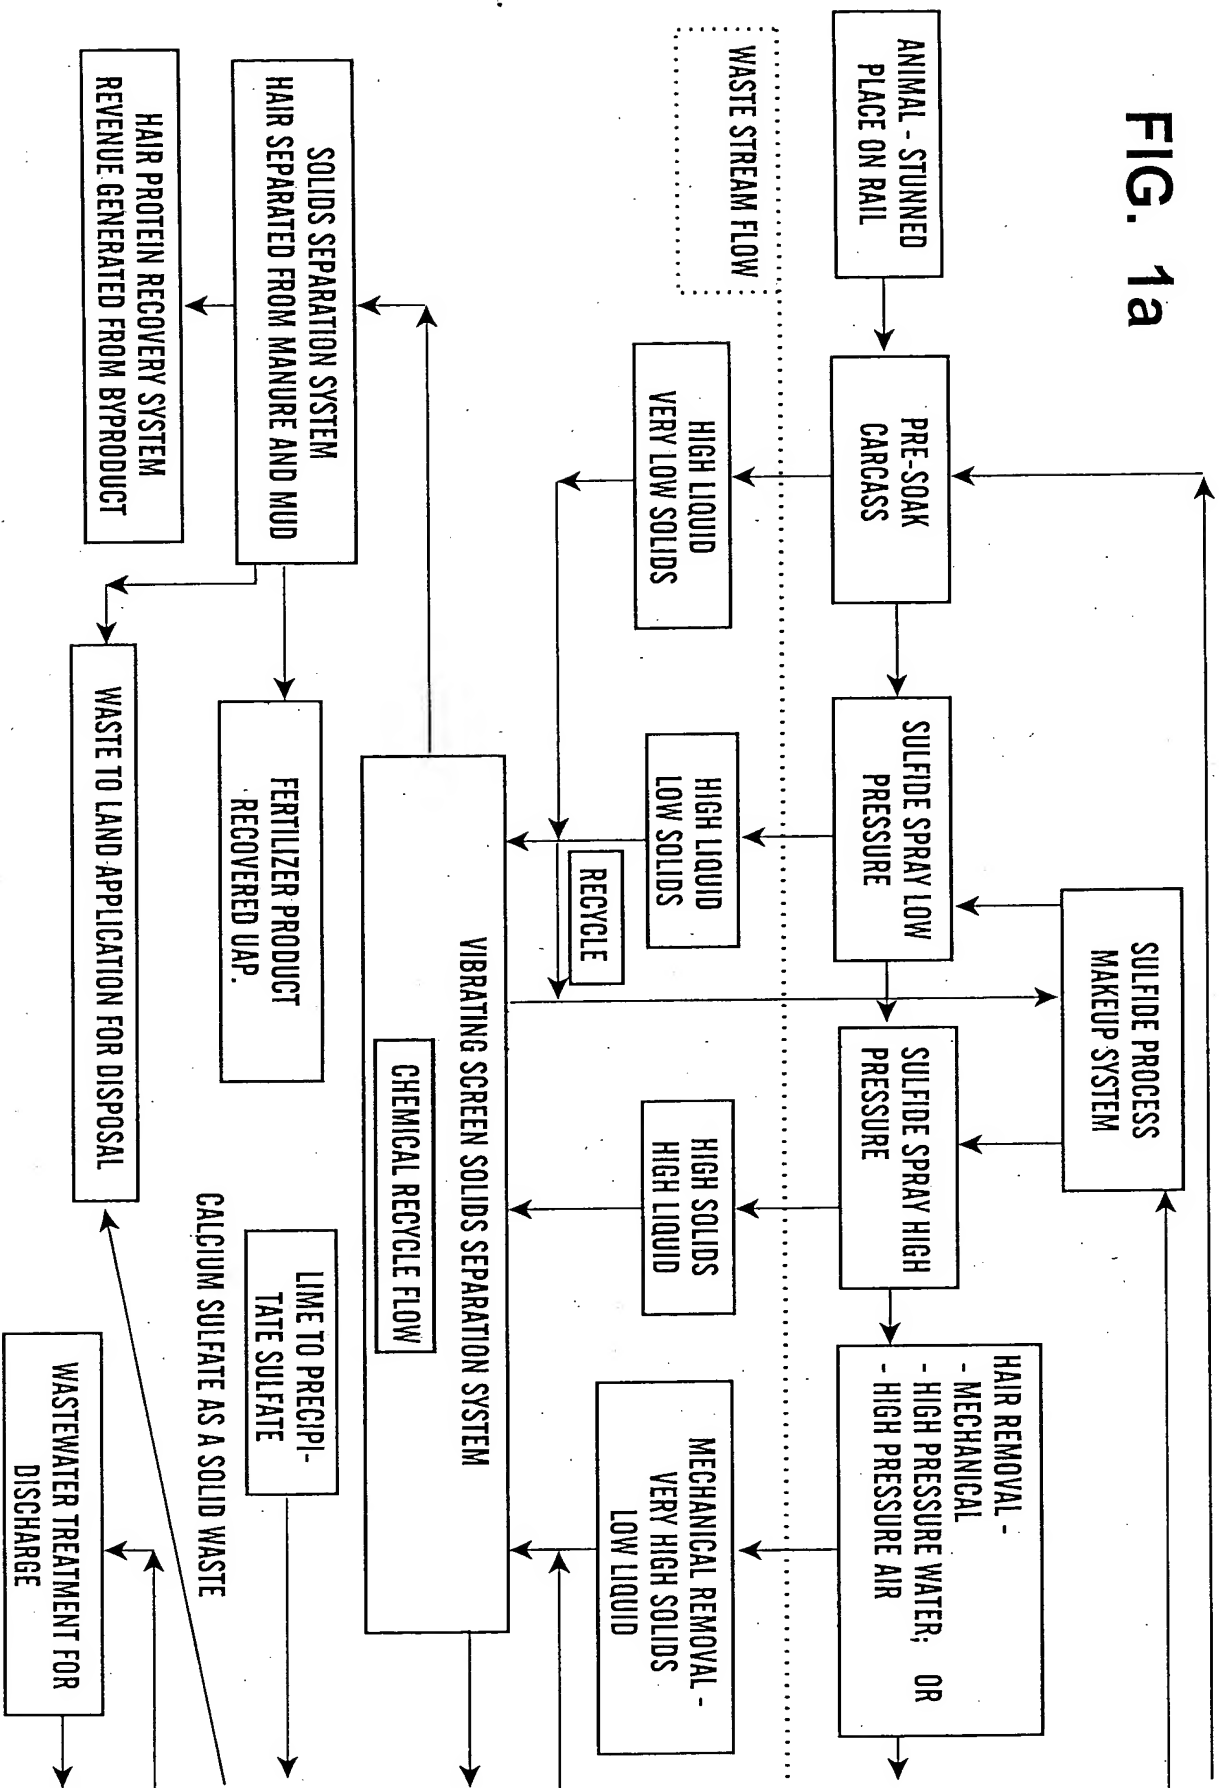 FIG. 1a
ANIMAL - STUNNED
PLACE ON RAIL
PRE-SOAK
CARCASS
SULFIDE SPRAY LOW
PRESSURE
SULFIDE PROCESS
MAKEUP SYSTEM
SULFIDE SPRAY HIGH
PRESSURE
HAIR REMOVAL -
- MECHANICAL
- HIGH PRESSURE WATER; OR
- HIGH PRESSURE AIR
WASTE STREAM FLOW
HIGH LIQUID
VERY LOW SOLIDS
HIGH LIQUID
LOW SOLIDS
RECYCLE
HIGH SOLIDS
HIGH LIQUID
MECHANICAL REMOVAL -
VERY HIGH SOLIDS
LOW LIQUID
VIBRATING SCREEN SOLIDS SEPARATION SYSTEM
CHEMICAL RECYCLE FLOW
SOLIDS SEPARATION SYSTEM
HAIR SEPARATED FROM MANURE AND MUD
FERTILIZER PRODUCT
RECOVERED UAP.
LIME TO PRECIPI-
TATE SULFATE
CALCIUM SULFATE AS A SOLID WASTE
HAIR PROTEIN RECOVERY SYSTEM
REVENUE GENERATED FROM BYPRODUCT
WASTE TO LAND APPLICATION FOR DISPOSAL
WASTEWATER TREATMENT FOR
DISCHARGE